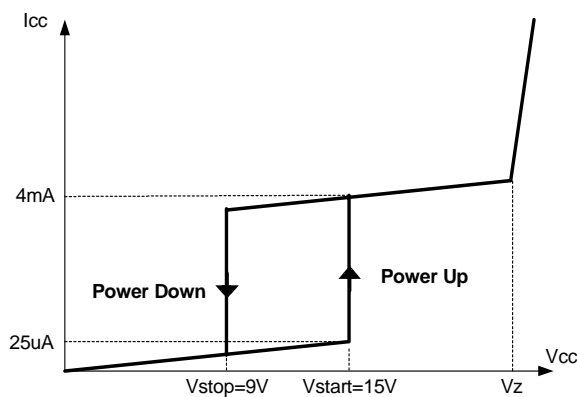 Icc
4mA
Power Down
Power Up
25uA
Vcc
Vstop=9V
Vstart=15V
Vz